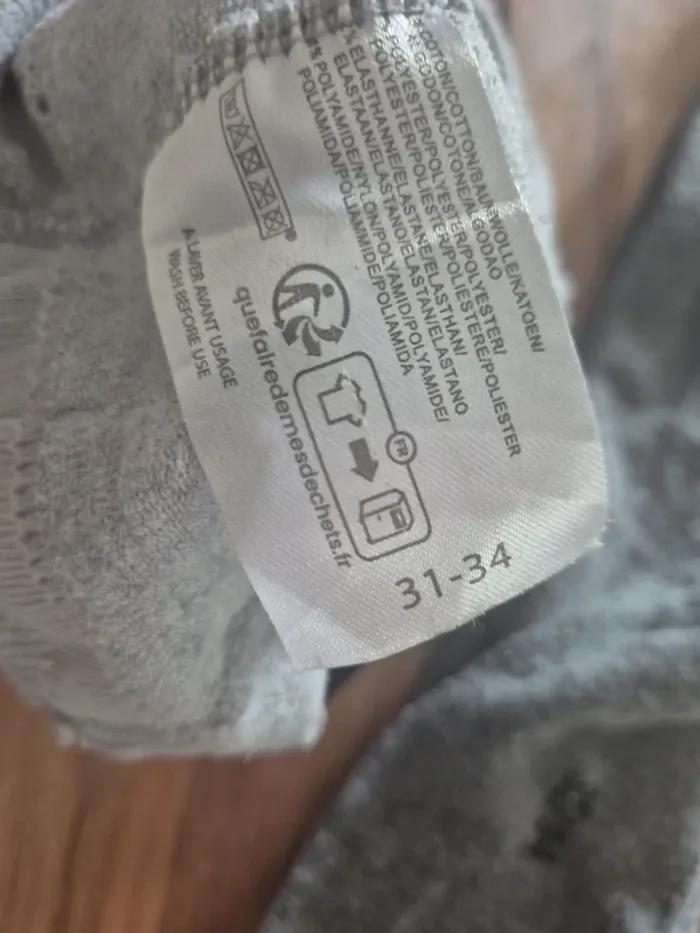 COTON/COTTON/BAUMWOLLE/KATOEN/
ALGODON/COTONE/ALGODAO
POLYESTER/POLYESTER/POLYESTER/
POLYESTER/POLIESTER/POLIESTERE/POLIESTER
% ELASTHANNE/ELASTANE/ELASTHAN/
ELASTAAN/ELASTANO/ELASTAN/ELASTANO
% POLYAMIDE/NYLON/POLYAMID/POLYAMIDE/
POLIAMIDA/POLIAMMIDE/POLIAMIDA
A LAVER AVANT USAGE
WASH BEFORE USE
quefairedemesdechets.fr
FR
31-34